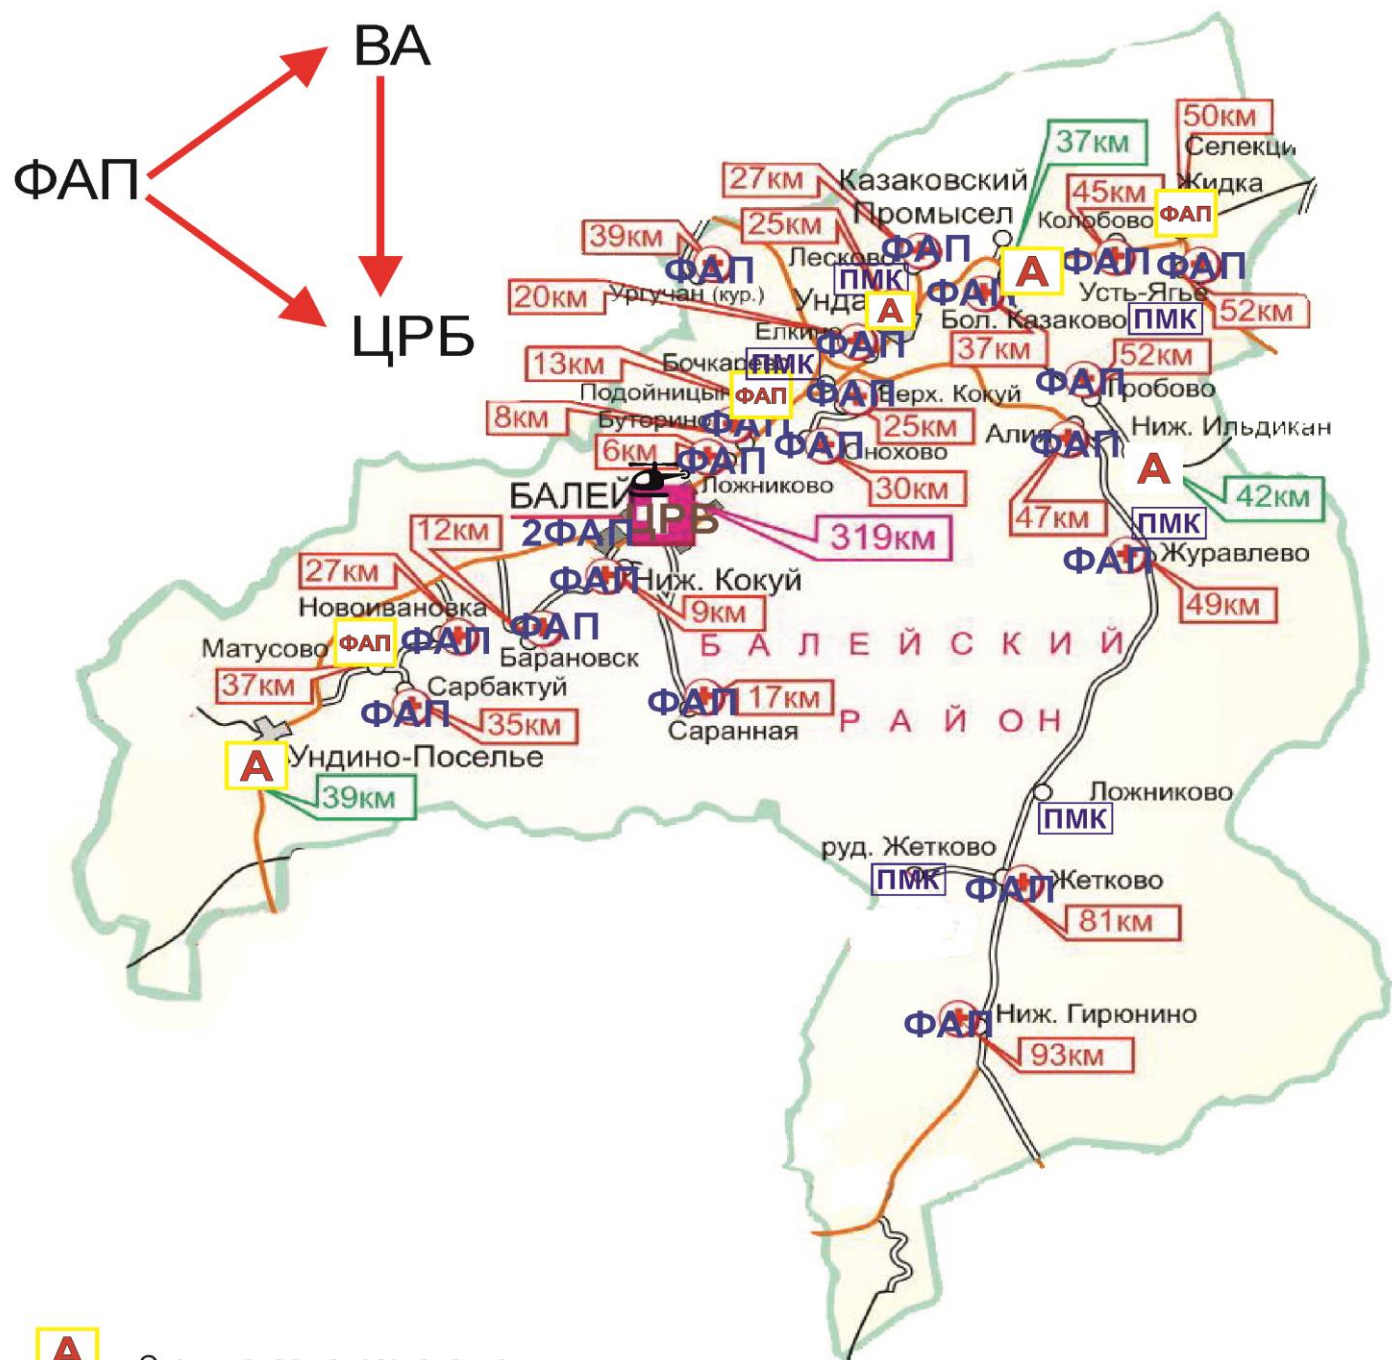 ВА
ФАП
ЦРБ
50км
Селекци
37км
Жидка
27км
Казаковский
45км
ФАП
25км
Промысел
Колобово
39км
ФАП
Лесково
ФАП
ПМК
А
ФАП
ФАП
20км
Ургучан (кур.)
Унда
А
ФАП
Усть-Ягье
52км
Елкино
Бол. Казаково
ПМК
ФАП
13км
Бочкарево
ПМК
37км
52км
Подойницын
ФАП
ФАП
Верх. Кокуй
ФАП
8км
Буторино
ФАП
25км
Алия
Ниж. Ильдикан
6км
ФАП
ФАП
Онохово
ФАП
Ложниково
30км
А
42км
БАЛЕЙ
ЦРБ
47км
ПМК
12км
2ФАП
319км
ФАП
Журавлево
27км
ФАП
Ниж. Кокуй
Новоивановка
9км
49км
Матусово
ФАП
ФАП
ФАП
БАЛЕЙСКИЙ
Барановск
37км
Сарбактуй
ФАП
17км
ФАП
35км
Саранная
РАЙОН
Ундино-Поселье
А
39км
Ложниково
ПМК
руд. Жетково
ПМК
ФАП
Жетково
81км
ФАП
Ниж. Гирюнино
93км
А